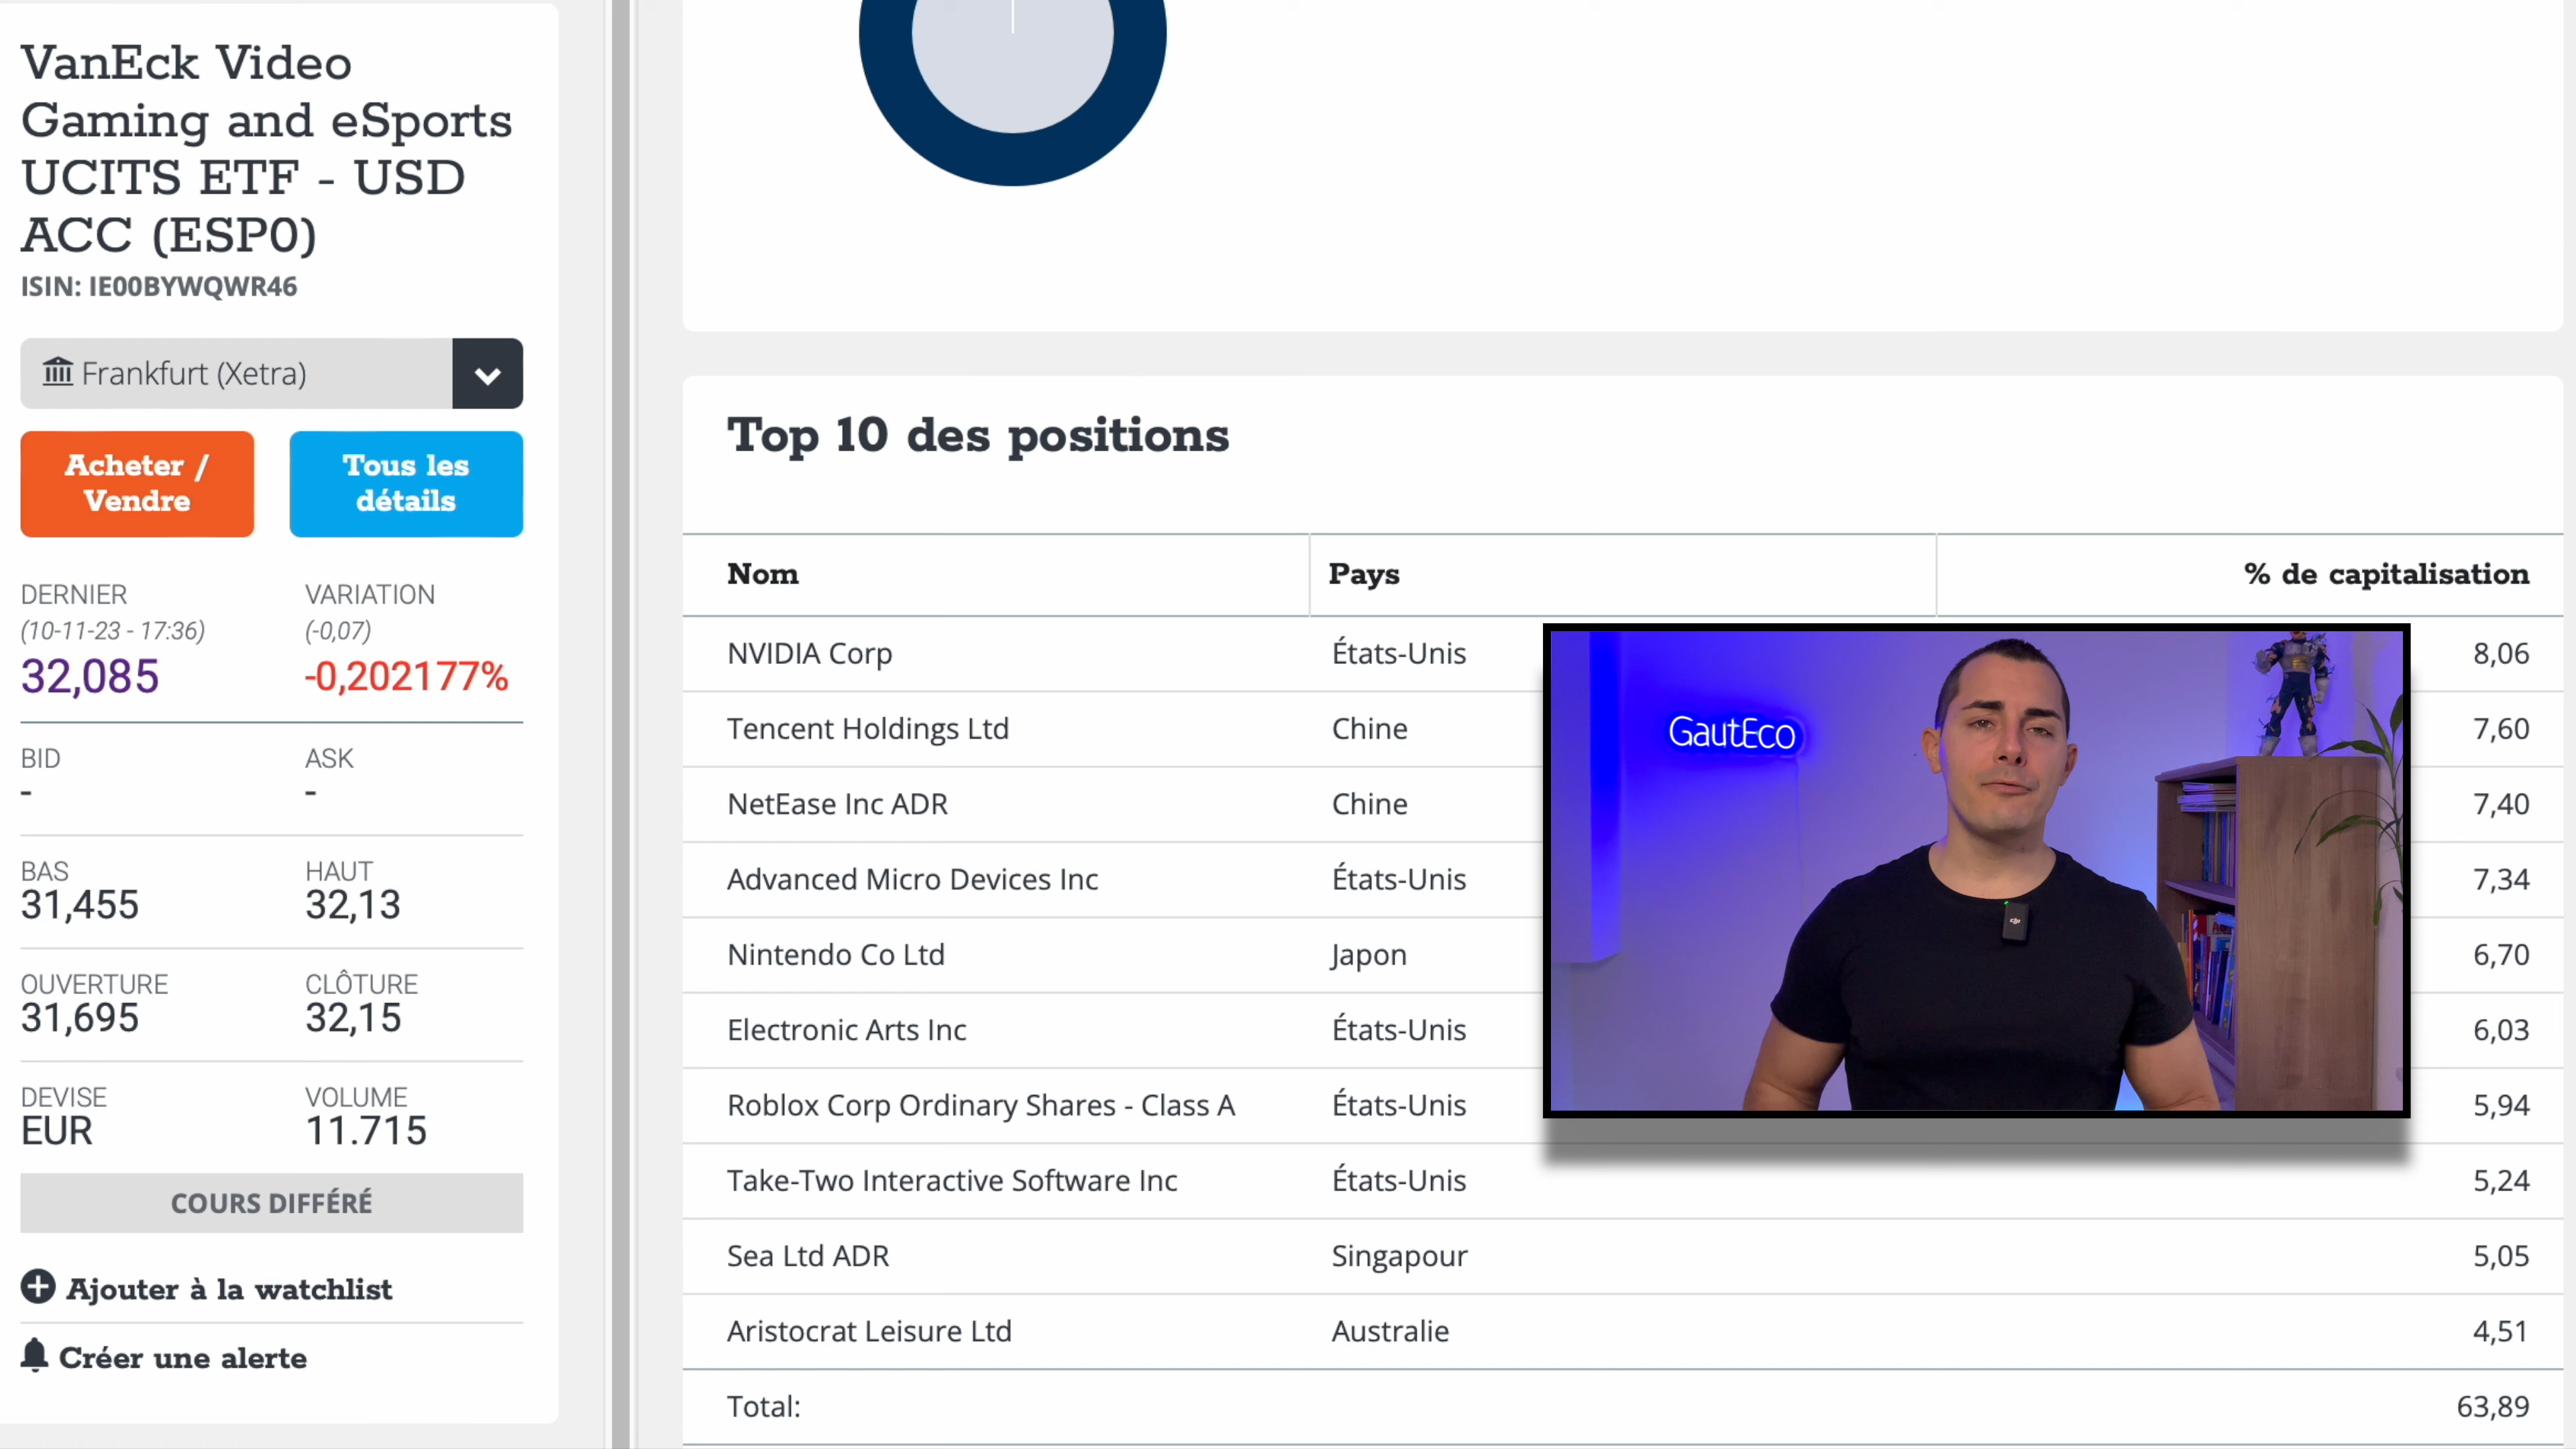 VanEck Video
Gaming and eSports
UCITS ETF - USD
ACC (ESP0)
ISIN: IE00BYWQWR46
Frankfurt (Xetra)
Acheter /
Vendre
Tous les
détails
DERNIER
(10-11-23 - 17:36)
32,085
VARIATION
(-0,07)
-0,202177%
BID
-
ASK
-
BAS
31,455
HAUT
32,13
OUVERTURE
31,695
CLÔTURE
32,15
DEVISE
EUR
VOLUME
11.715
COURS DIFFÉRÉ
Ajouter à la watchlist
Créer une alerte
Top 10 des positions
Nom Pays % de capitalisation
NVIDIA Corp États-Unis 8,06
Tencent Holdings Ltd Chine 7,60
NetEase Inc ADR Chine 7,40
Advanced Micro Devices Inc États-Unis 7,34
Nintendo Co Ltd Japon 6,70
Electronic Arts Inc États-Unis 6,03
Roblox Corp Ordinary Shares - Class A États-Unis 5,94
Take-Two Interactive Software Inc États-Unis 5,24
Sea Ltd ADR Singapour 5,05
Aristocrat Leisure Ltd Australie 4,51
Total: 63,89
GautEco
dji